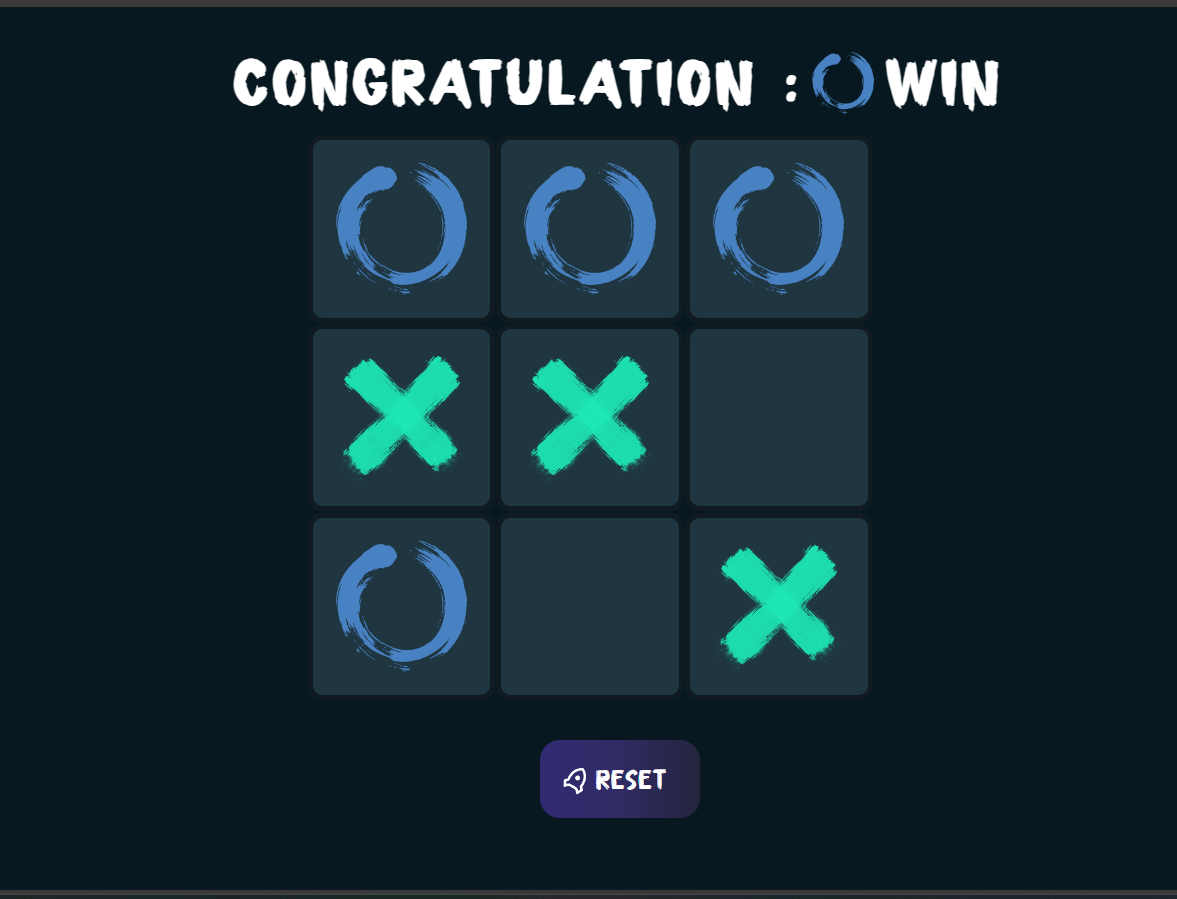 CONGRATULATION : O WIN
O O O
X X
O X
RESET